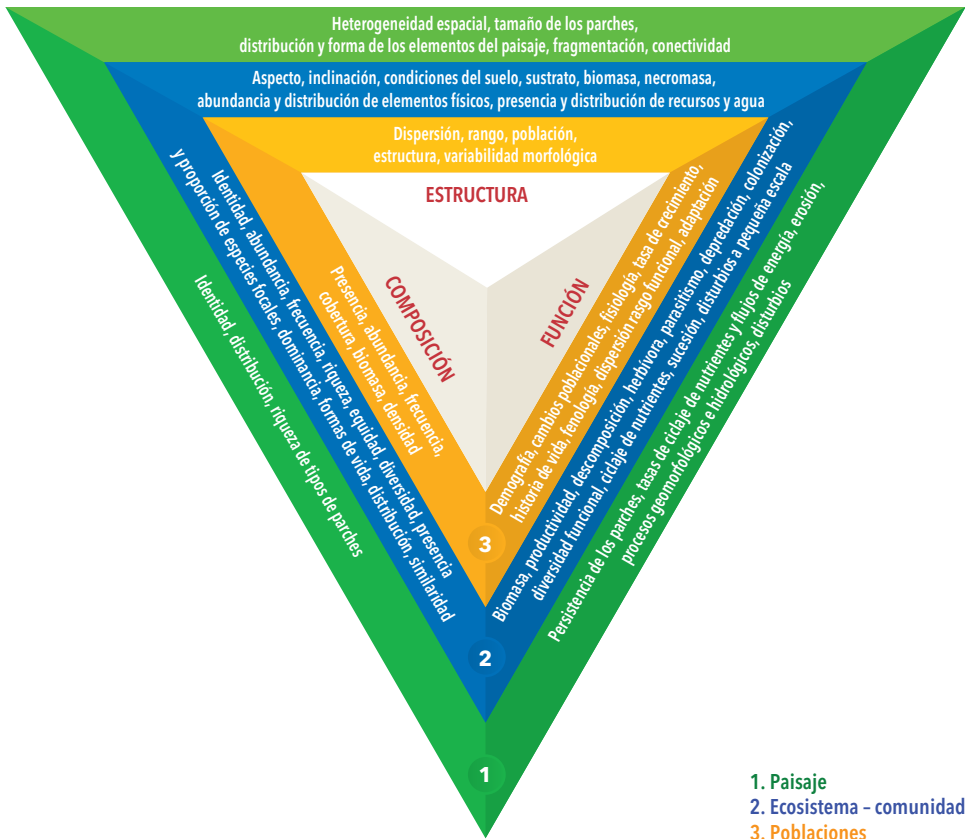 Heterogeneidad espacial, tamaño de los parches,
distribución y forma de los elementos del paisaje, fragmentación, conectividad
Aspecto, inclinación, condiciones del suelo, sustrato, biomasa, necromasa,
abundancia y distribución de elementos físicos, presencia y distribución de recursos y agua
Dispersión, rango, población,
estructura, variabilidad morfológica
ESTRUCTURA
COMPOSICIÓN
FUNCIÓN
Presencia, abundancia, frecuencia,
cobertura, biomasa, densidad
Identidad, abundancia, frecuencia, riqueza, equidad, diversidad, presencia
y proporción de especies focales, dominancia, formas de vida, distribución, similaridad
Identidad, distribución, riqueza de tipos de parches
Demografía, cambios poblacionales, fisiología, tasa de crecimiento,
historia de vida, fenología, dispersión rasgo funcional, adaptación
Biomasa, productividad, descomposición, herbívora, parasitismo, depredación, colonización,
diversidad funcional, ciclaje de nutrientes, sucesión, disturbios a pequeña escala
Persistencia de los parches, tasas de ciclaje de nutrientes y flujos de energía, erosión,
procesos geomorfológicos e hidrológicos, disturbios
3
2
1
1. Paisaje
2. Ecosistema – comunidad
3. Poblaciones